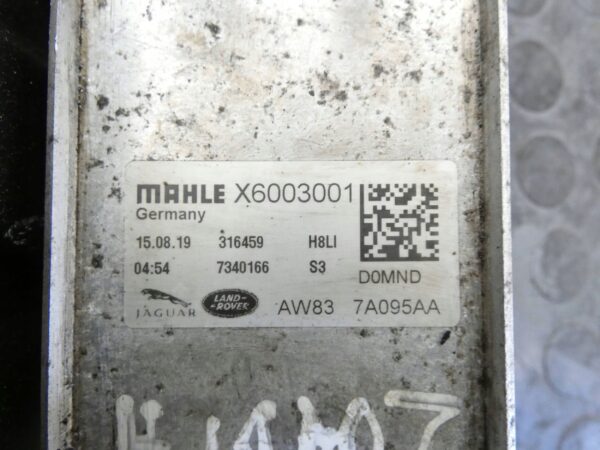 MAHLE X6003001
Germany
15.08.19 316459 H8LI
04:54 7340166 S3 D0MND
JAGUAR LAND-ROVER AW83 7A095AA